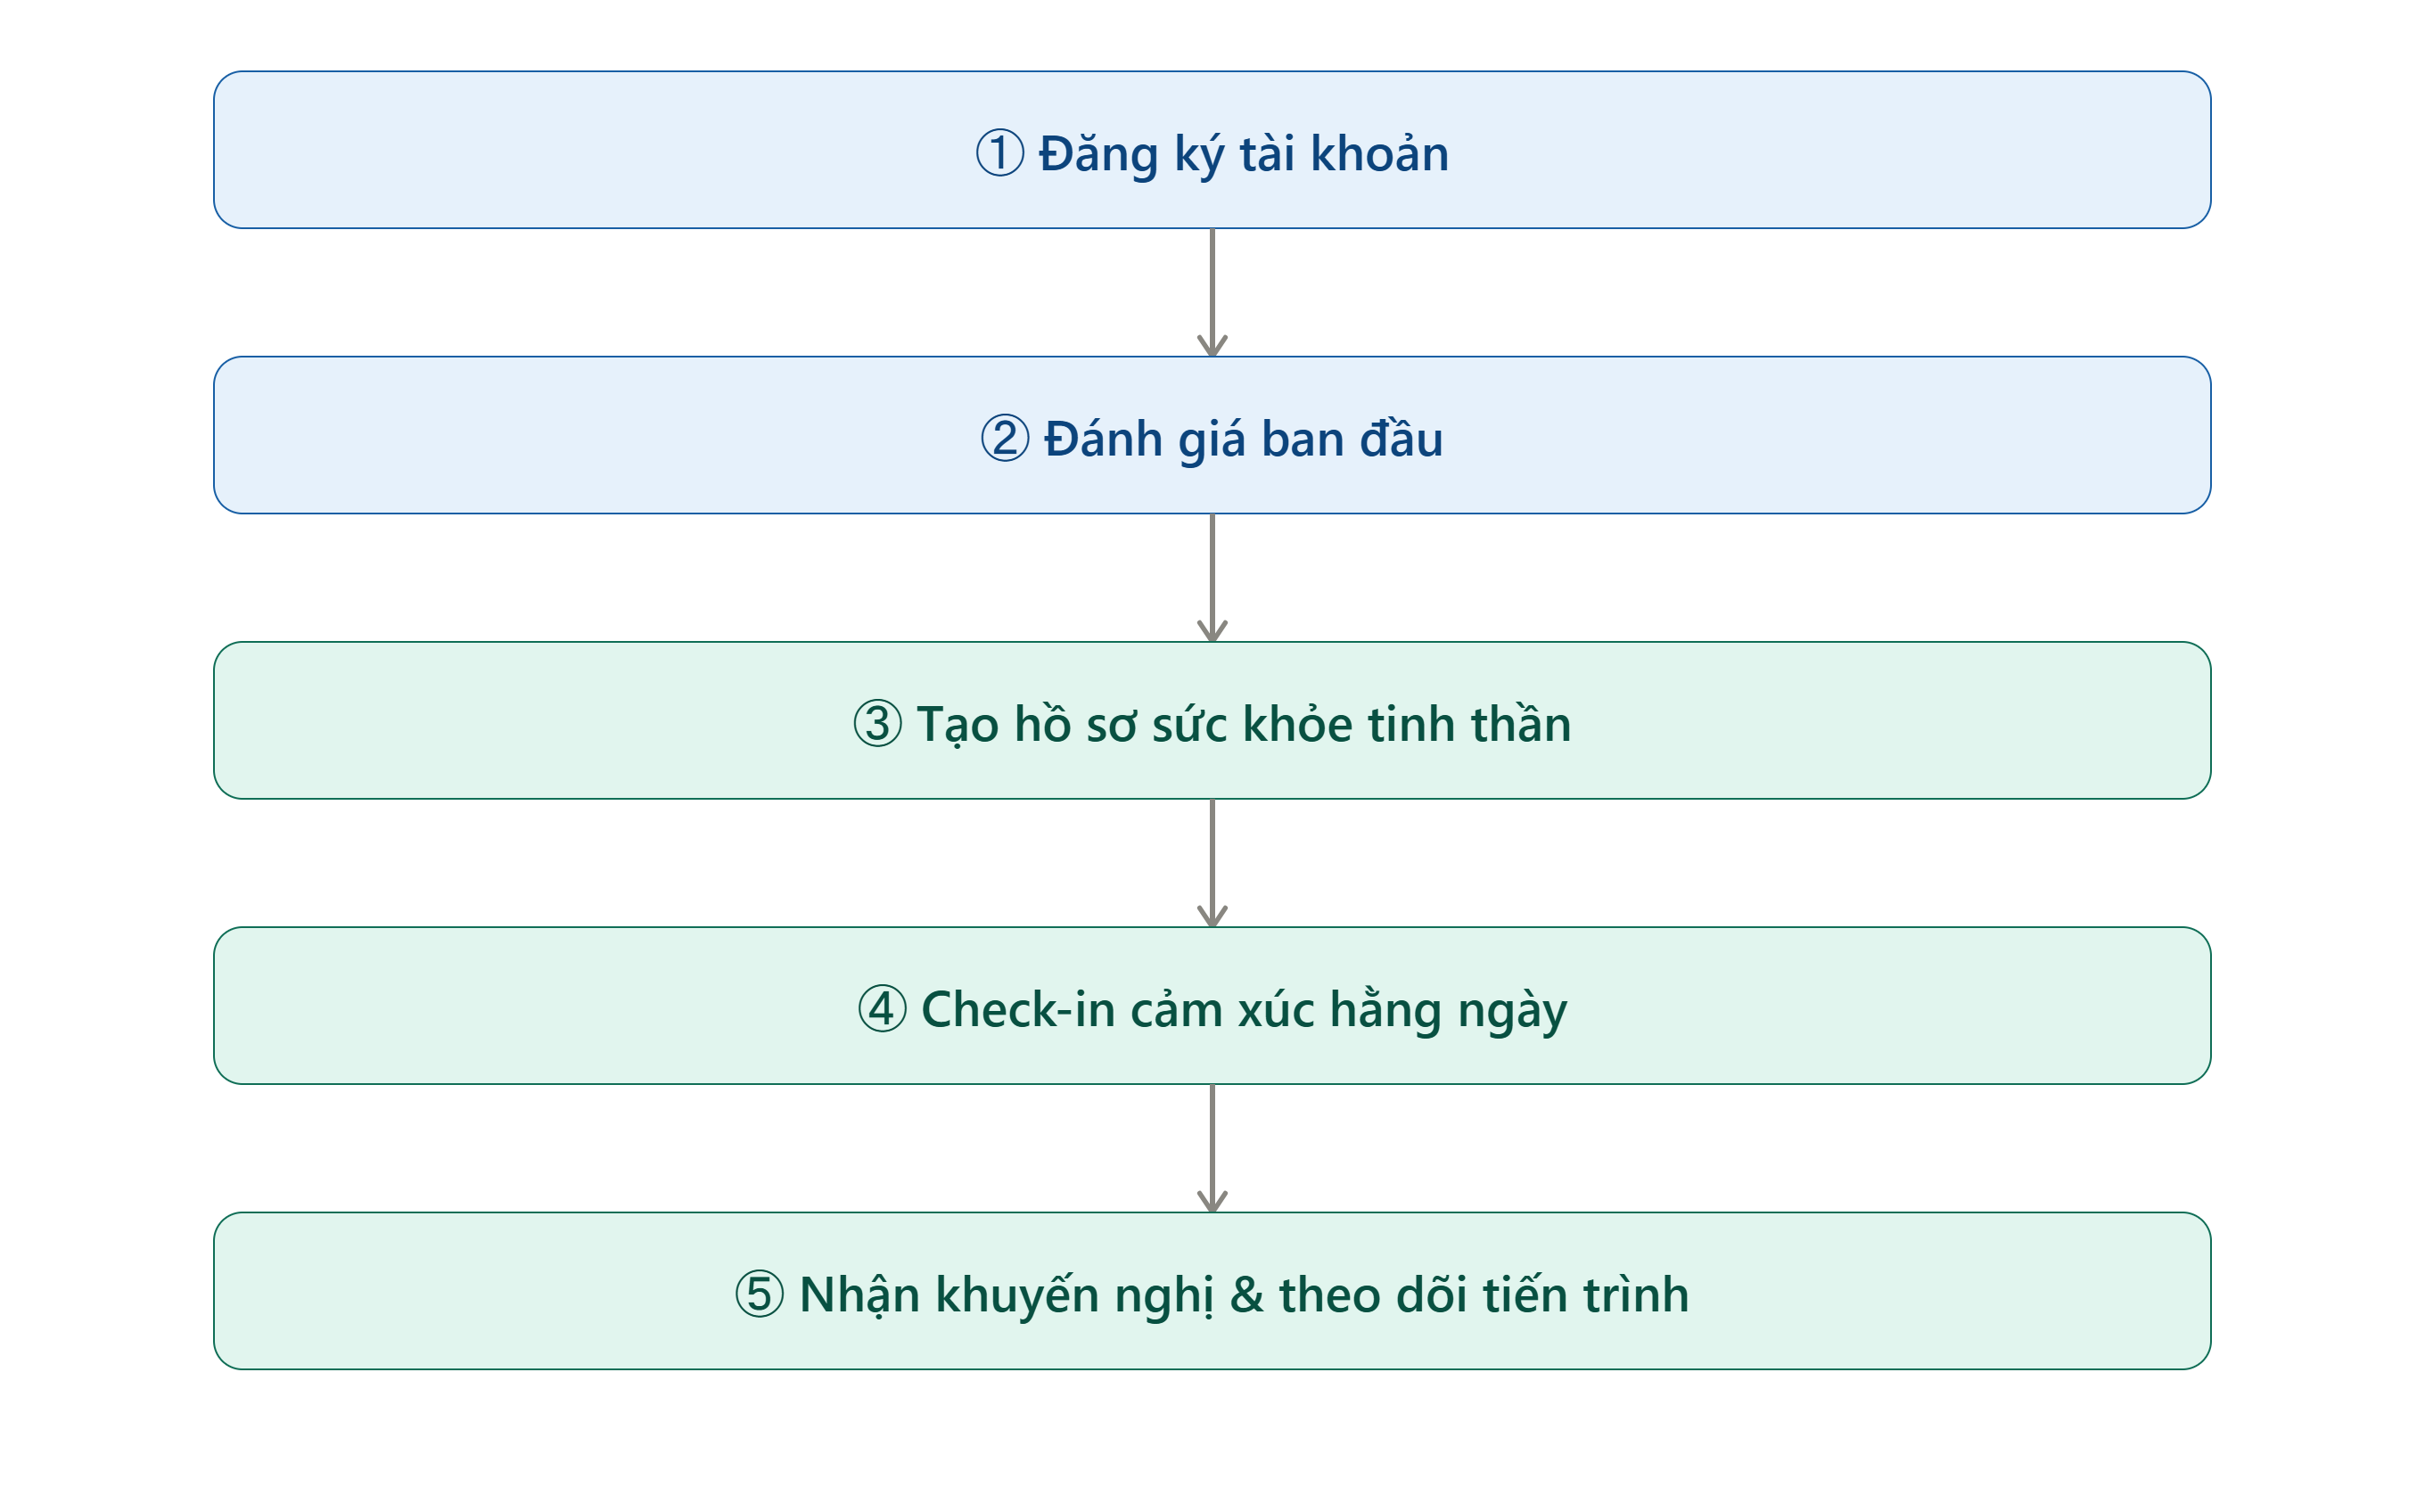 ① Đăng ký tài khoản
② Đánh giá ban đầu
③ Tạo hồ sơ sức khỏe tinh thần
④ Check-in cảm xúc hằng ngày
⑤ Nhận khuyến nghị & theo dõi tiến trình